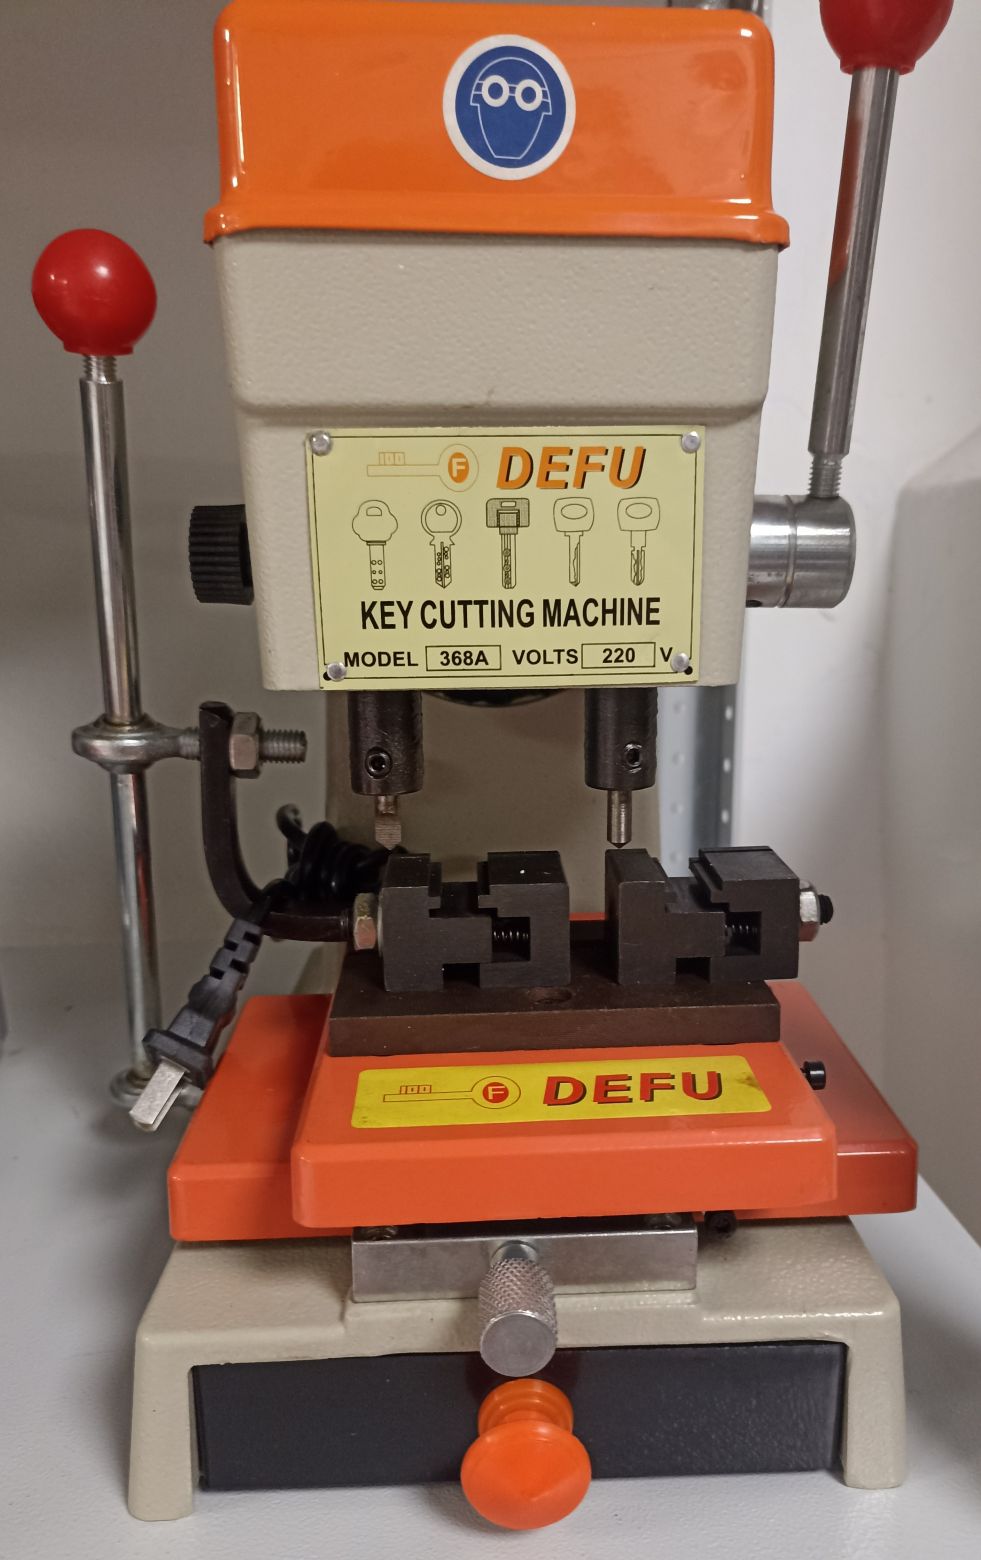 F DEFU
KEY CUTTING MACHINE
MODEL 368A VOLTS 220 V
F DEFU